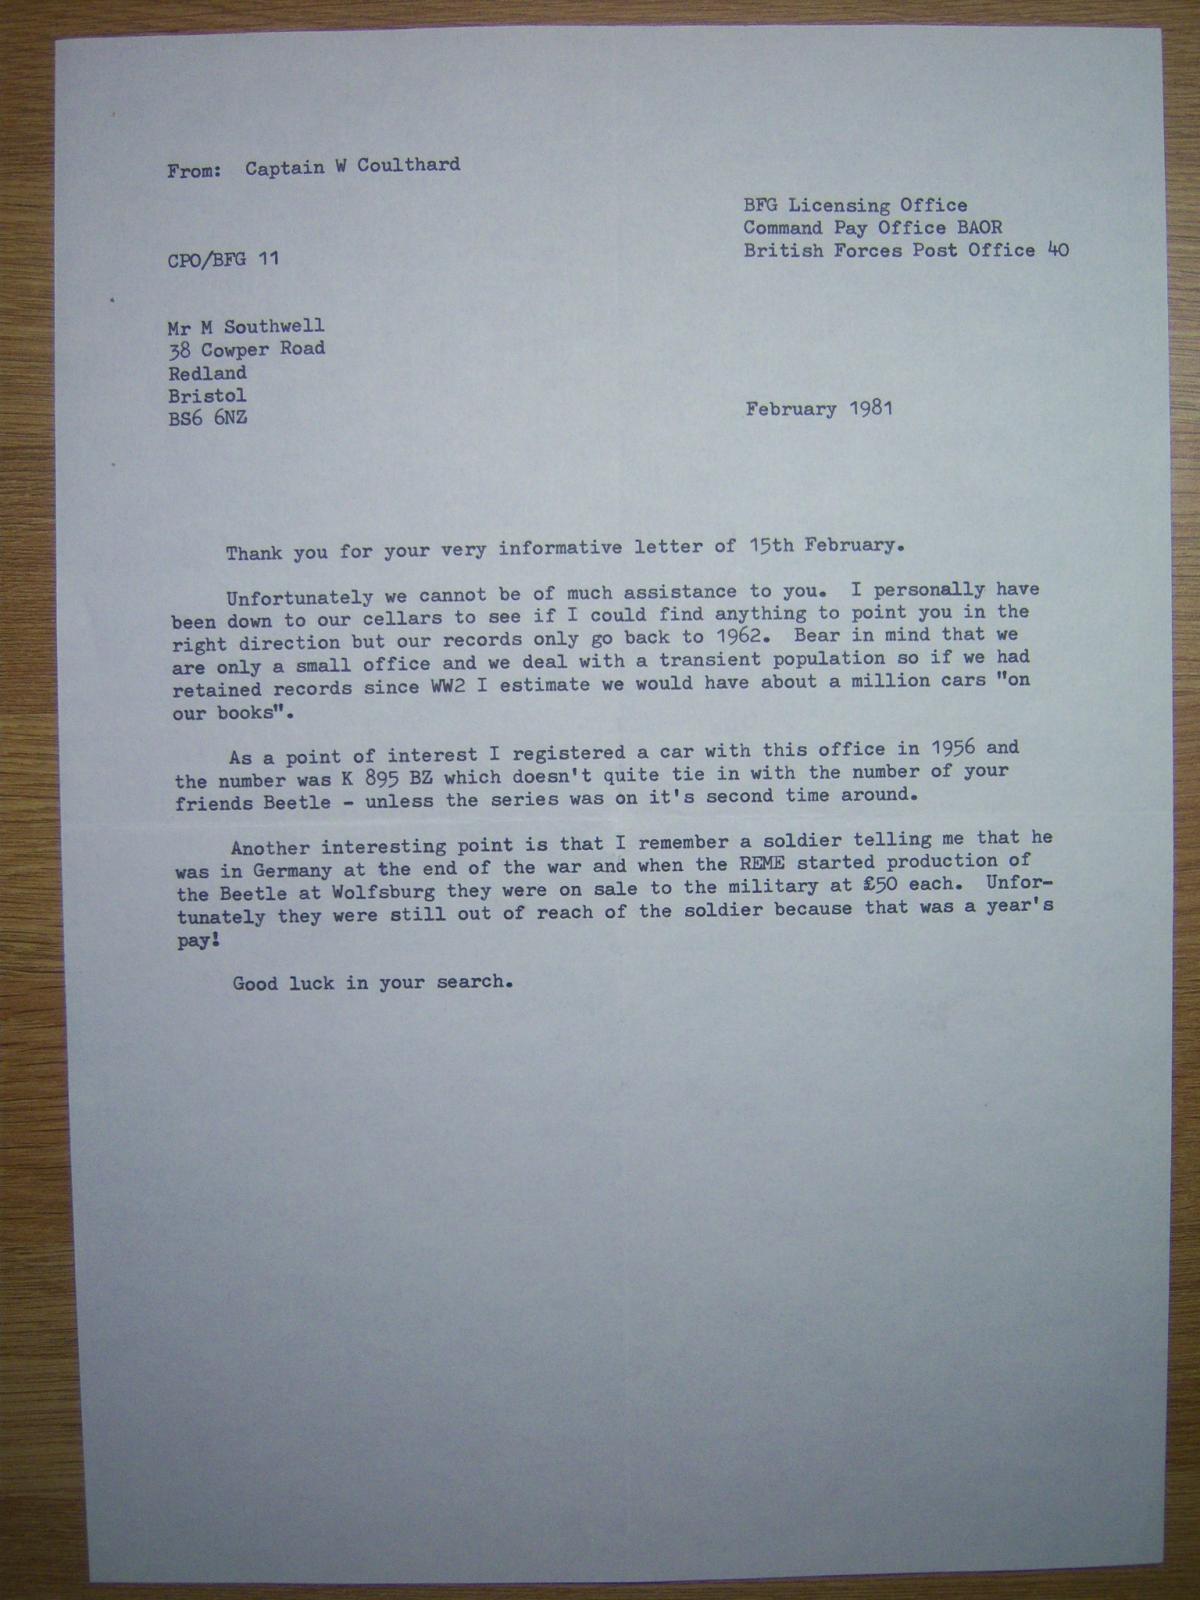 From: Captain W Coulthard
BFG Licensing Office
Command Pay Office BAOR
British Forces Post Office 40
CPO/BFG 11
Mr M Southwell
38 Cowper Road
Redland
Bristol
BS6 6NZ
February 1981
Thank you for your very informative letter of 15th February.
Unfortunately we cannot be of much assistance to you. I personally have
been down to our cellars to see if I could find anything to point you in the
right direction but our records only go back to 1962. Bear in mind that we
are only a small office and we deal with a transient population so if we had
retained records since WW2 I estimate we would have about a million cars "on
our books".
As a point of interest I registered a car with this office in 1956 and
the number was K 895 BZ which doesn't quite tie in with the number of your
friends Beetle - unless the series was on it's second time around.
Another interesting point is that I remember a soldier telling me that he
was in Germany at the end of the war and when the REME started production of
the Beetle at Wolfsburg they were on sale to the military at £50 each. Unfor-
tunately they were still out of reach of the soldier because that was a year's
pay!
Good luck in your search.